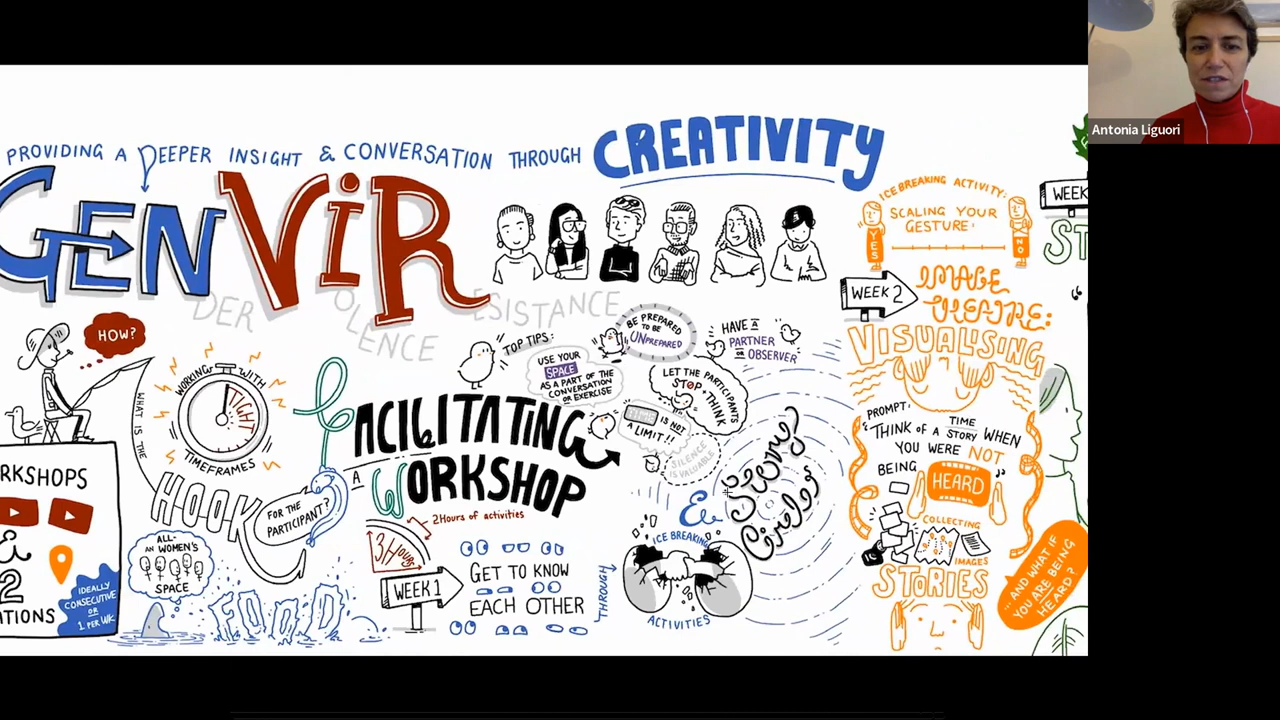 Antonia Liguori
PROVIDING A DEEPER INSIGHT & CONVERSATION THROUGH CREATIVITY
GENVIR
DER
OLENCE
ESISTANCE
HOW?
WHAT IS THE
HOOK
FOR THE
PARTICIPANT?
WORKING WITH
TIGHT
TIMEFRAMES
ORKSHOPS
&
2
ATIONS
IDEALLY
CONSECUTIVE
OR
1 PER WK
ALL-
AN WOMEN'S
SPACE
FOOD
FACILITATING
A WORKSHOP
TOP TIPS:
USE YOUR
SPACE
AS A PART OF THE
CONVERSATION
OR EXERCISE
BE PREPARED
TO BE
UNPREPARED
HAVE A
PARTNER
OR OBSERVER
LET THE PARTICIPANTS
STOP + THINK
TIME IS NOT
A LIMIT!!
SILENCE
IS VALUABLE
2 Hours of activities
3 HOURS
WEEK 1
GET TO KNOW
EACH OTHER
THROUGH
ICE BREAKING
ACTIVITIES
&
Story
Circles
ICE BREAKING ACTIVITY:
SCALING YOUR
GESTURE'
YES
NO
WEEK 2
IMAGE
THEATRE:
VISUALISING
PROMPT:
"THINK OF A TIME
STORY WHEN
YOU WERE NOT
BEING HEARD"
COLLECTING
IMAGES
STORIES
...AND WHAT IF
YOU ARE BEING
HEARD?
WEEK
ST
"